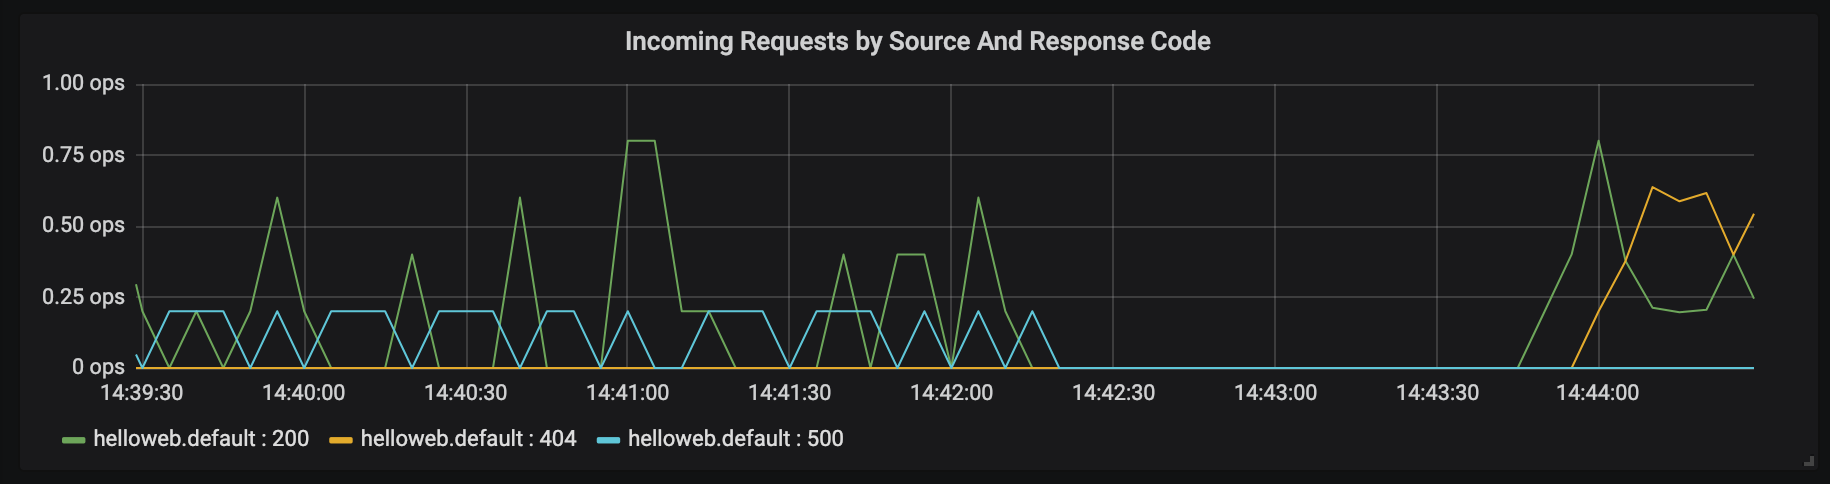 Incoming Requests by Source And Response Code
1.00 ops
0.75 ops
0.50 ops
0.25 ops
0 ops
14:39:30 14:40:00 14:40:30 14:41:00 14:41:30 14:42:00 14:42:30 14:43:00 14:43:30 14:44:00
helloweb.default : 200 helloweb.default : 404 helloweb.default : 500